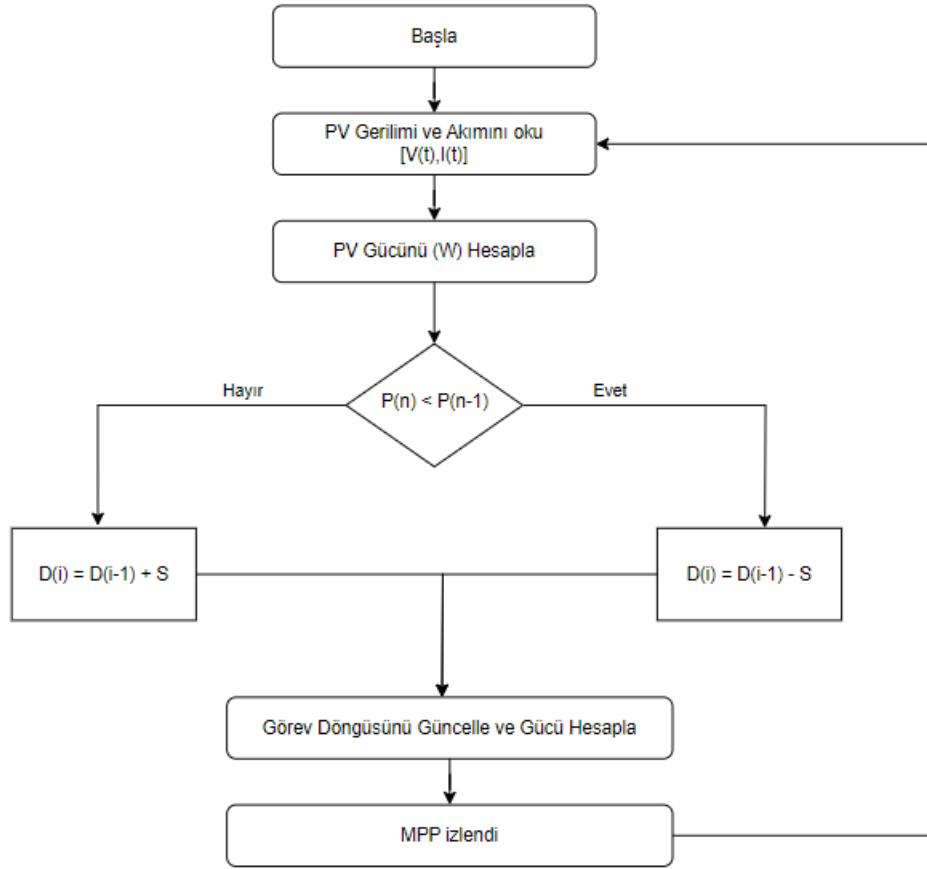 Başla
PV Gerilimi ve Akımını oku
[V(t),I(t)]
PV Gücünü (W) Hesapla
Hayır
P(n) < P(n-1)
Evet
D(i) = D(i-1) + S
D(i) = D(i-1) - S
Görev Döngüsünü Güncelle ve Gücü Hesapla
MPP izlendi